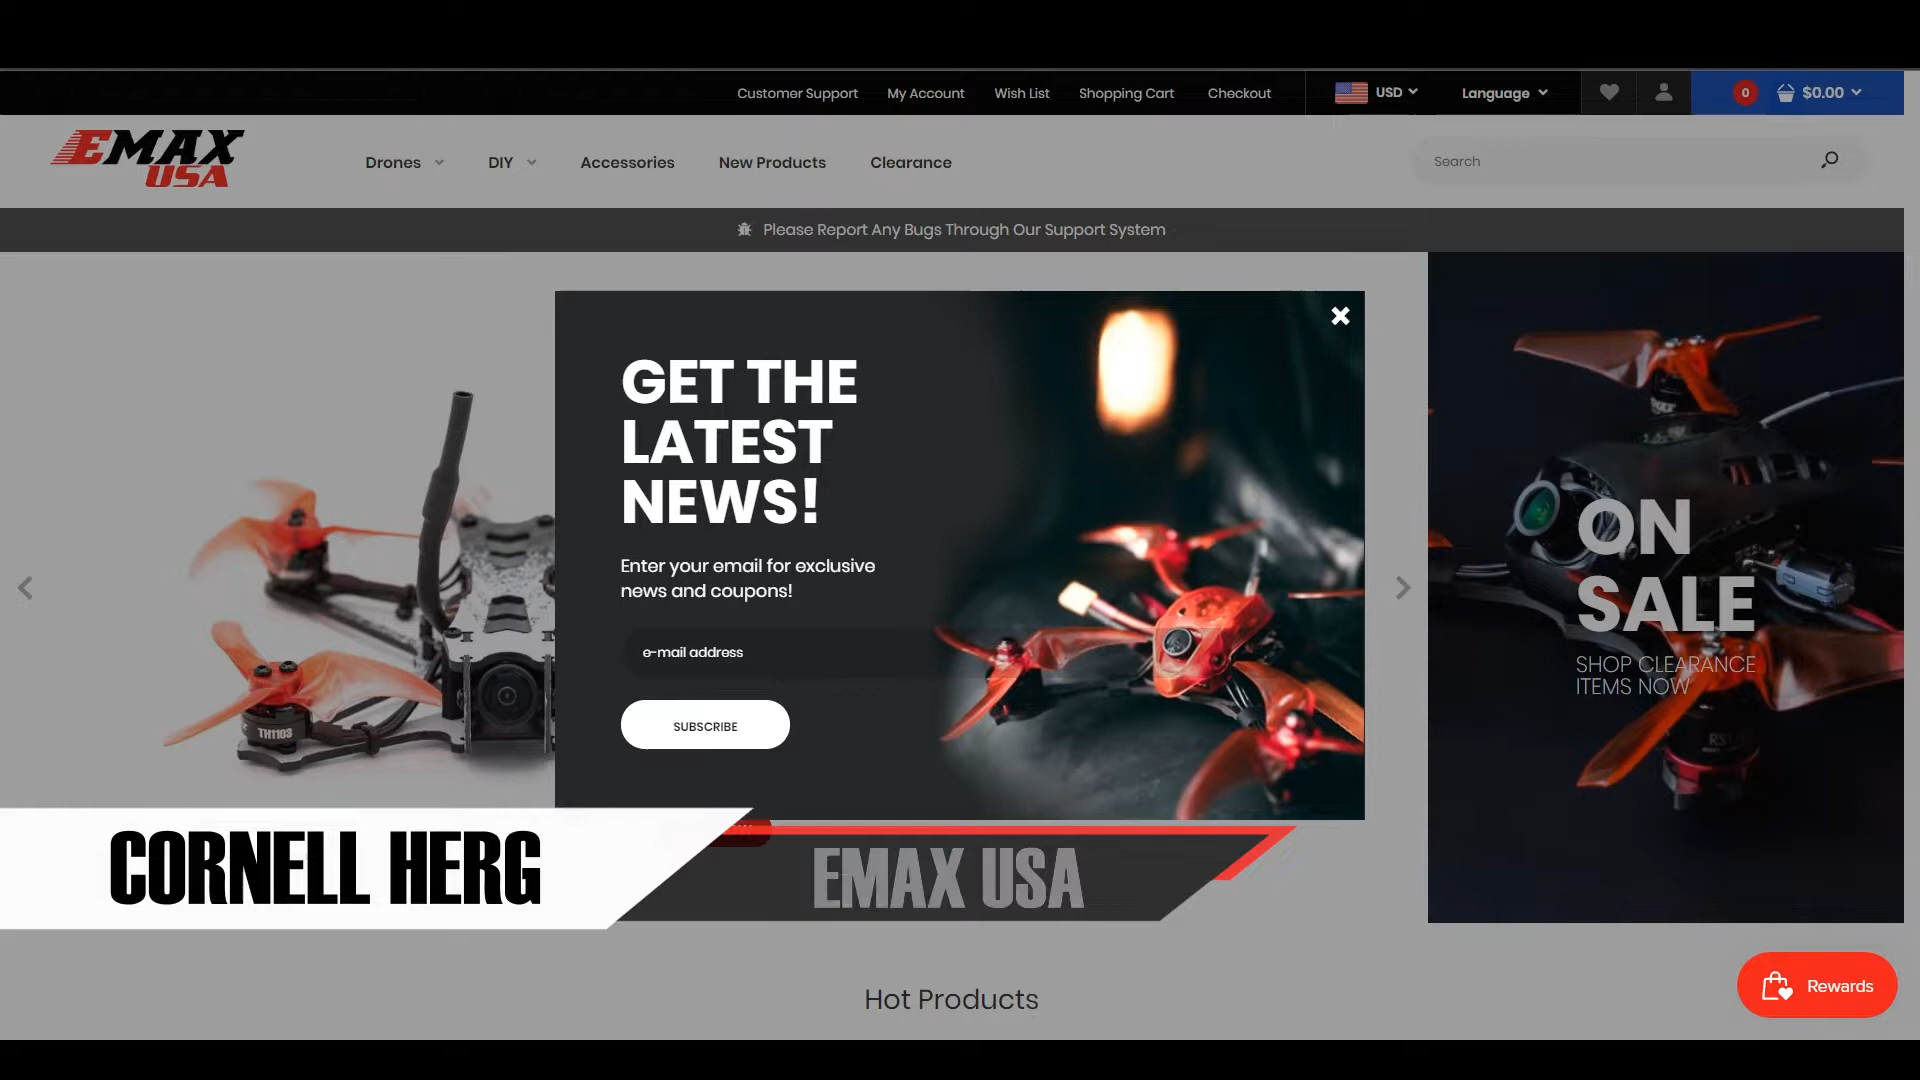 Customer Support
My Account
Wish List
Shopping Cart
Checkout
USD
Language
0
$0.00
EMAX
USA
Drones
DIY
Accessories
New Products
Clearance
Search
Please Report Any Bugs Through Our Support System
GET THE
LATEST
NEWS!
Enter your email for exclusive
news and coupons!
e-mail address
SUBSCRIBE
TH1103
ON
SALE
SHOP CLEARANCE
ITEMS NOW
CORNELL HERG
EMAX USA
Hot Products
Rewards